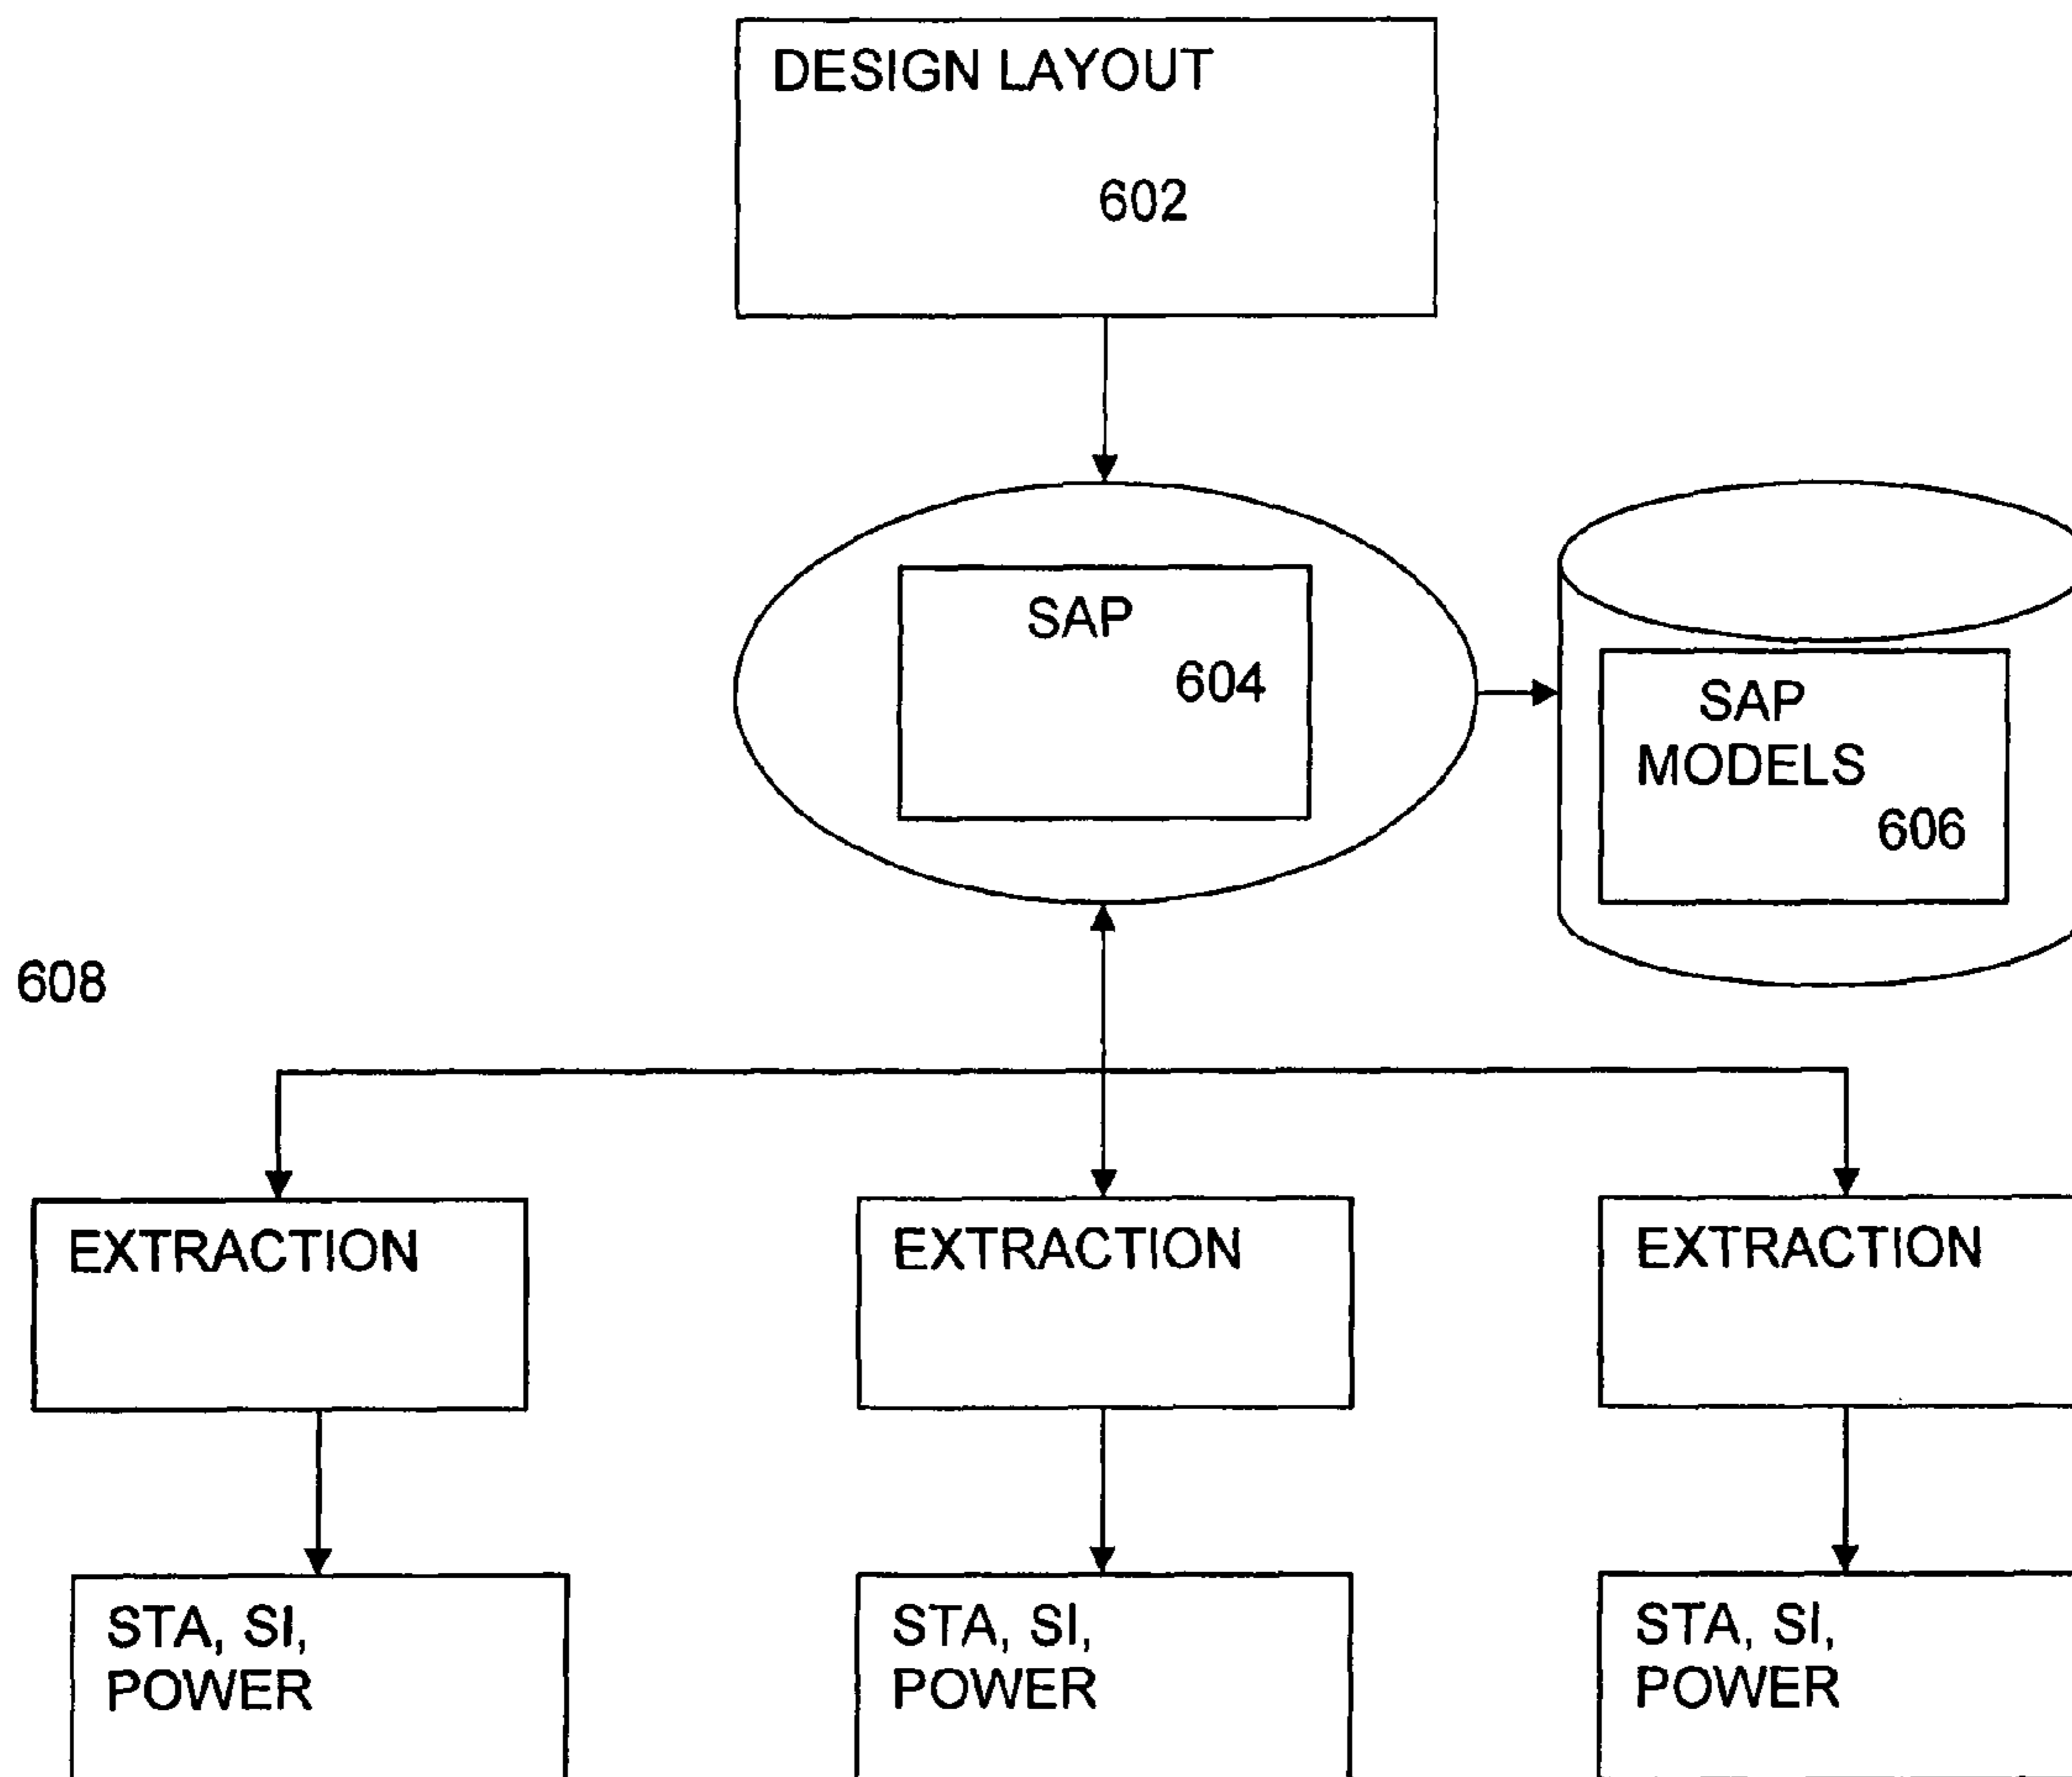 DESIGN LAYOUT
602
SAP
604
SAP
MODELS
606
608
EXTRACTION
EXTRACTION
EXTRACTION
STA, SI,
POWER
STA, SI,
POWER
STA, SI,
POWER